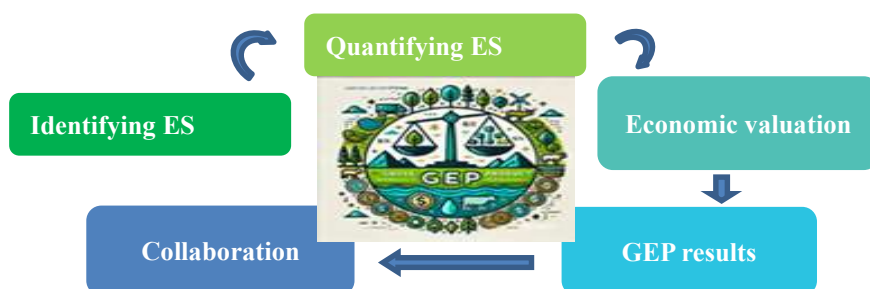 Quantifying ES
Identifying ES
Economic valuation
GEP
Collaboration
GEP results